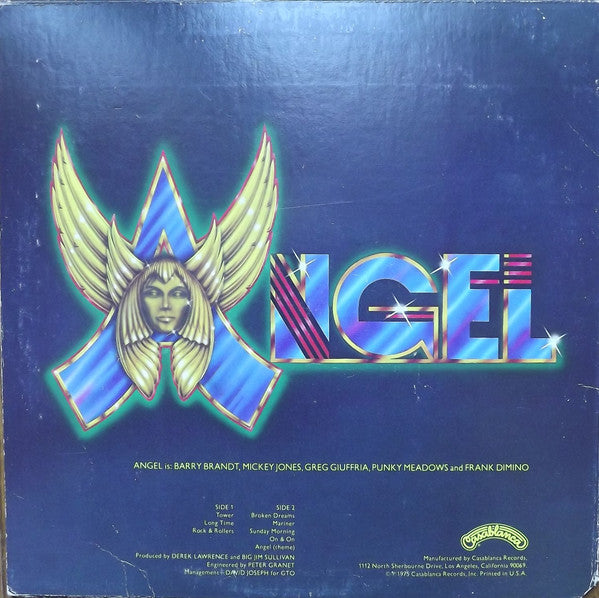 ANGEL
ANGEL is: BARRY BRANDT, MICKEY JONES, GREG GIUFFRIA, PUNKY MEADOWS and FRANK DIMINO
SIDE 1
Tower
Long Time
Rock & Rollers
SIDE 2
Broken Dreams
Mariner
Sunday Morning
On & On
Angel (theme)
Produced by DEREK LAWRENCE and BIG JIM SULLIVAN
Engineered by PETER GRANET
Management - DAVID JOSEPH for GTO
Casablanca
Manufactured by Casablanca Records,
1112 North Sherbourne Drive, Los Angeles, California 90069.
© ℗ 1975 Casablanca Records, Inc. Printed in U.S.A.